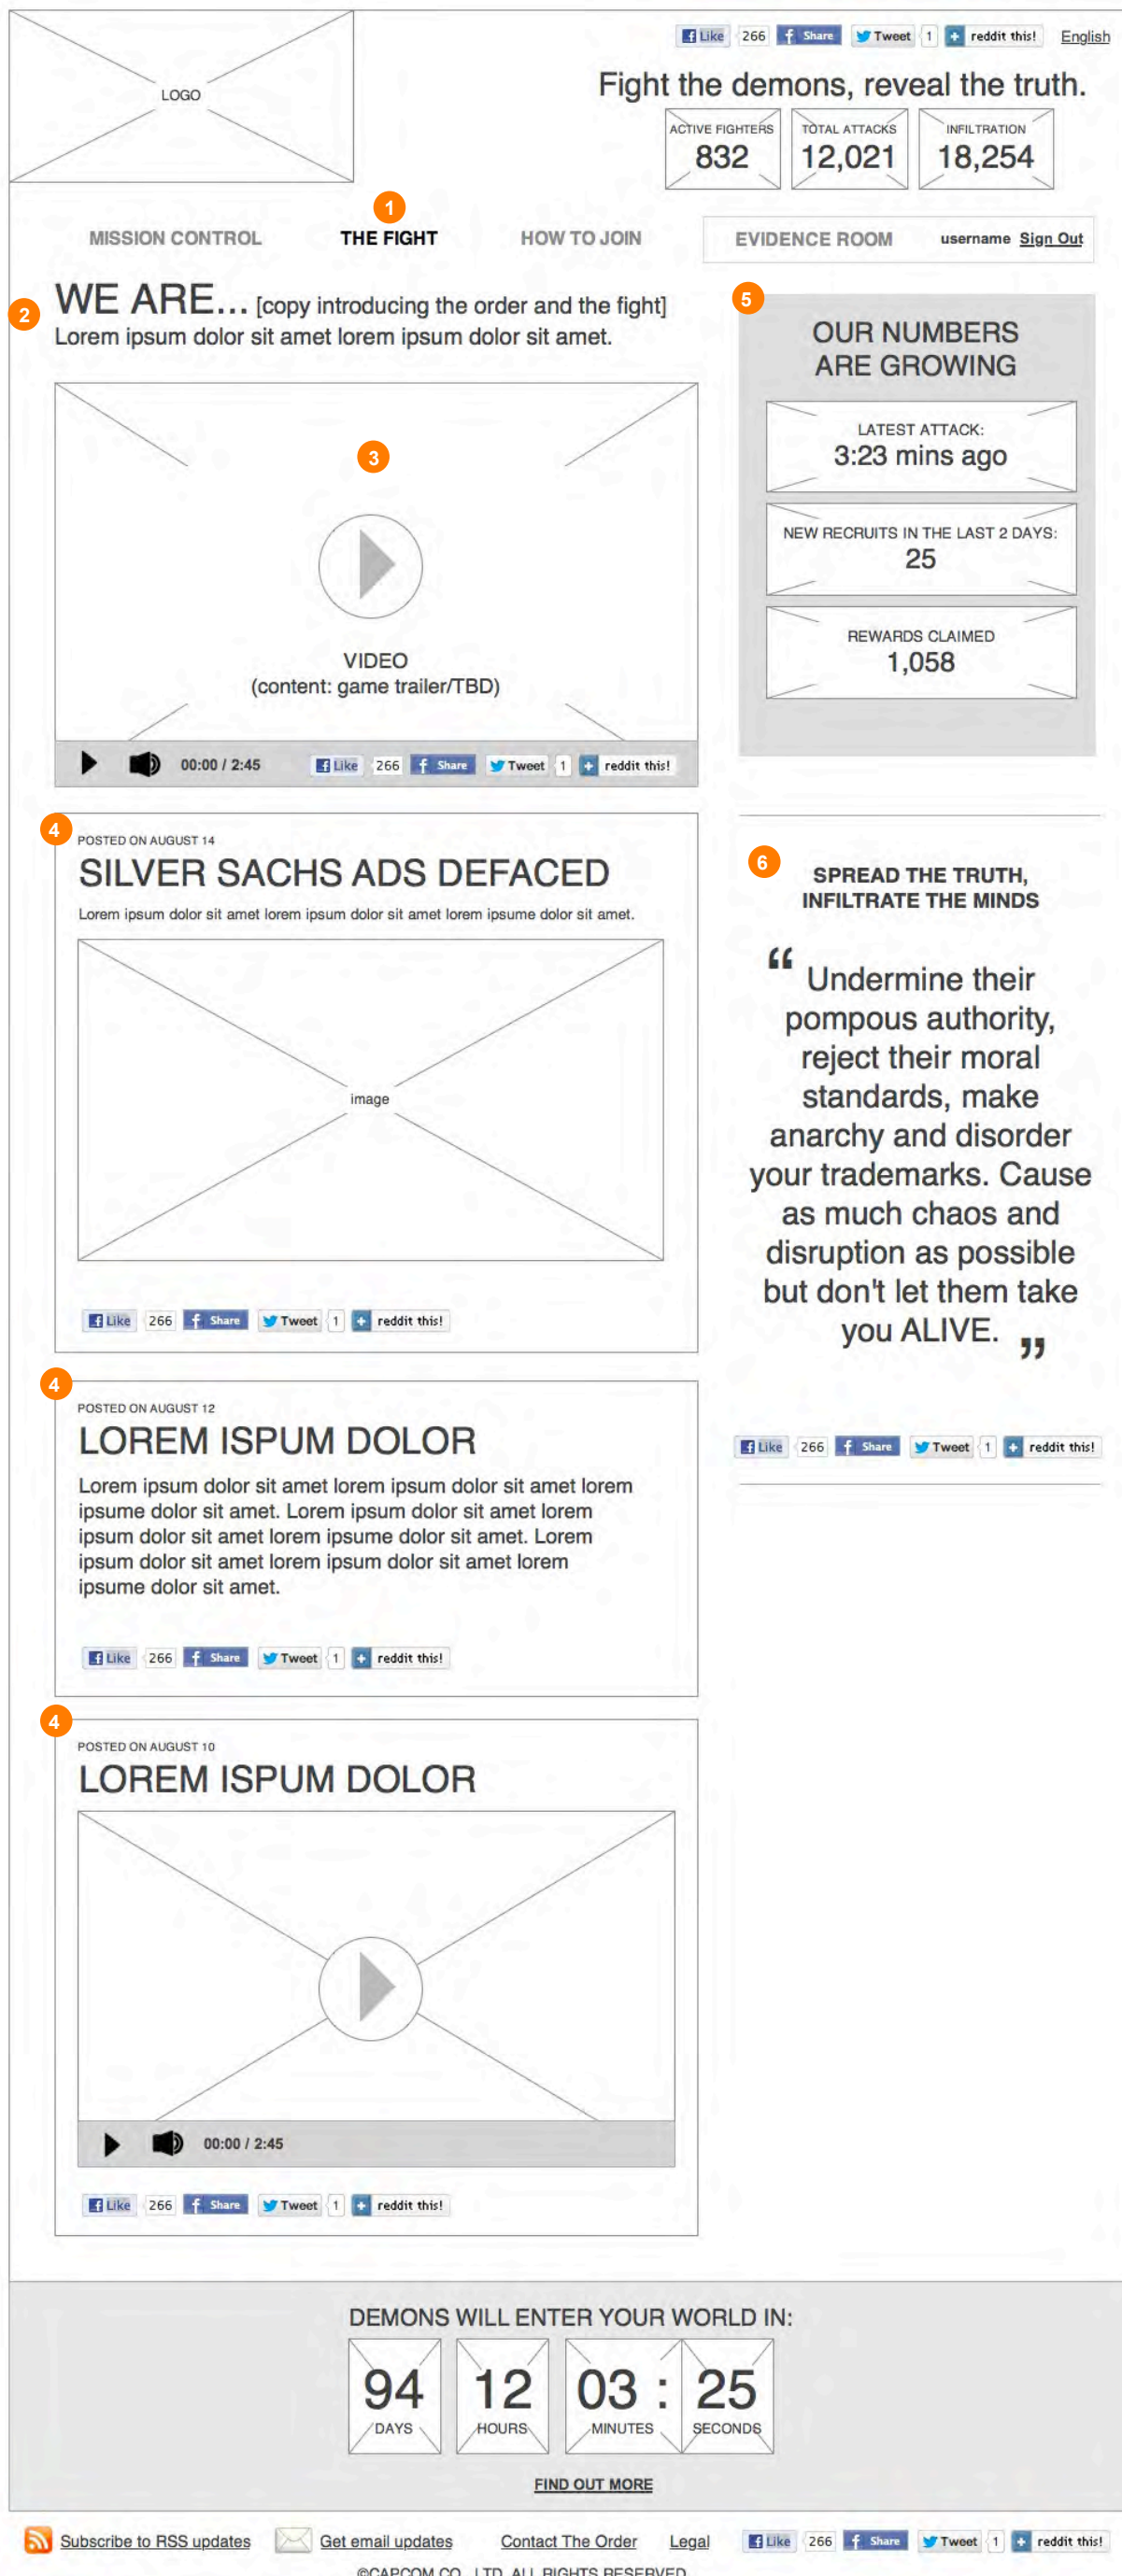 Like 266 Share Tweet 1 reddit this! English
LOGO
Fight the demons, reveal the truth.
ACTIVE FIGHTERS
832
TOTAL ATTACKS
12,021
INFILTRATION
18,254
1
MISSION CONTROL THE FIGHT HOW TO JOIN EVIDENCE ROOM username Sign Out
2
WE ARE... [copy introducing the order and the fight]
Lorem ipsum dolor sit amet lorem ipsum dolor sit amet.
3
VIDEO
(content: game trailer/TBD)
00:00 / 2:45 Like 266 Share Tweet 1 reddit this!
5
OUR NUMBERS
ARE GROWING
LATEST ATTACK:
3:23 mins ago
NEW RECRUITS IN THE LAST 2 DAYS:
25
REWARDS CLAIMED
1,058
4
POSTED ON AUGUST 14
SILVER SACHS ADS DEFACED
Lorem ipsum dolor sit amet lorem ipsum dolor sit amet lorem ipsume dolor sit amet.
image
Like 266 Share Tweet 1 reddit this!
6
SPREAD THE TRUTH,
INFILTRATE THE MINDS
“ Undermine their
pompous authority,
reject their moral
standards, make
anarchy and disorder
your trademarks. Cause
as much chaos and
disruption as possible
but don't let them take
you ALIVE. ”
Like 266 Share Tweet 1 reddit this!
4
POSTED ON AUGUST 12
LOREM ISPUM DOLOR
Lorem ipsum dolor sit amet lorem ipsum dolor sit amet lorem
ipsume dolor sit amet. Lorem ipsum dolor sit amet lorem
ipsum dolor sit amet lorem ipsume dolor sit amet. Lorem
ipsum dolor sit amet lorem ipsum dolor sit amet lorem
ipsume dolor sit amet.
Like 266 Share Tweet 1 reddit this!
4
POSTED ON AUGUST 10
LOREM ISPUM DOLOR
00:00 / 2:45
Like 266 Share Tweet 1 reddit this!
DEMONS WILL ENTER YOUR WORLD IN:
94 12 03 : 25
DAYS HOURS MINUTES SECONDS
FIND OUT MORE
Subscribe to RSS updates Get email updates Contact The Order Legal Like 266 Share Tweet 1 reddit this!
©CAPCOM CO., LTD. ALL RIGHTS RESERVED